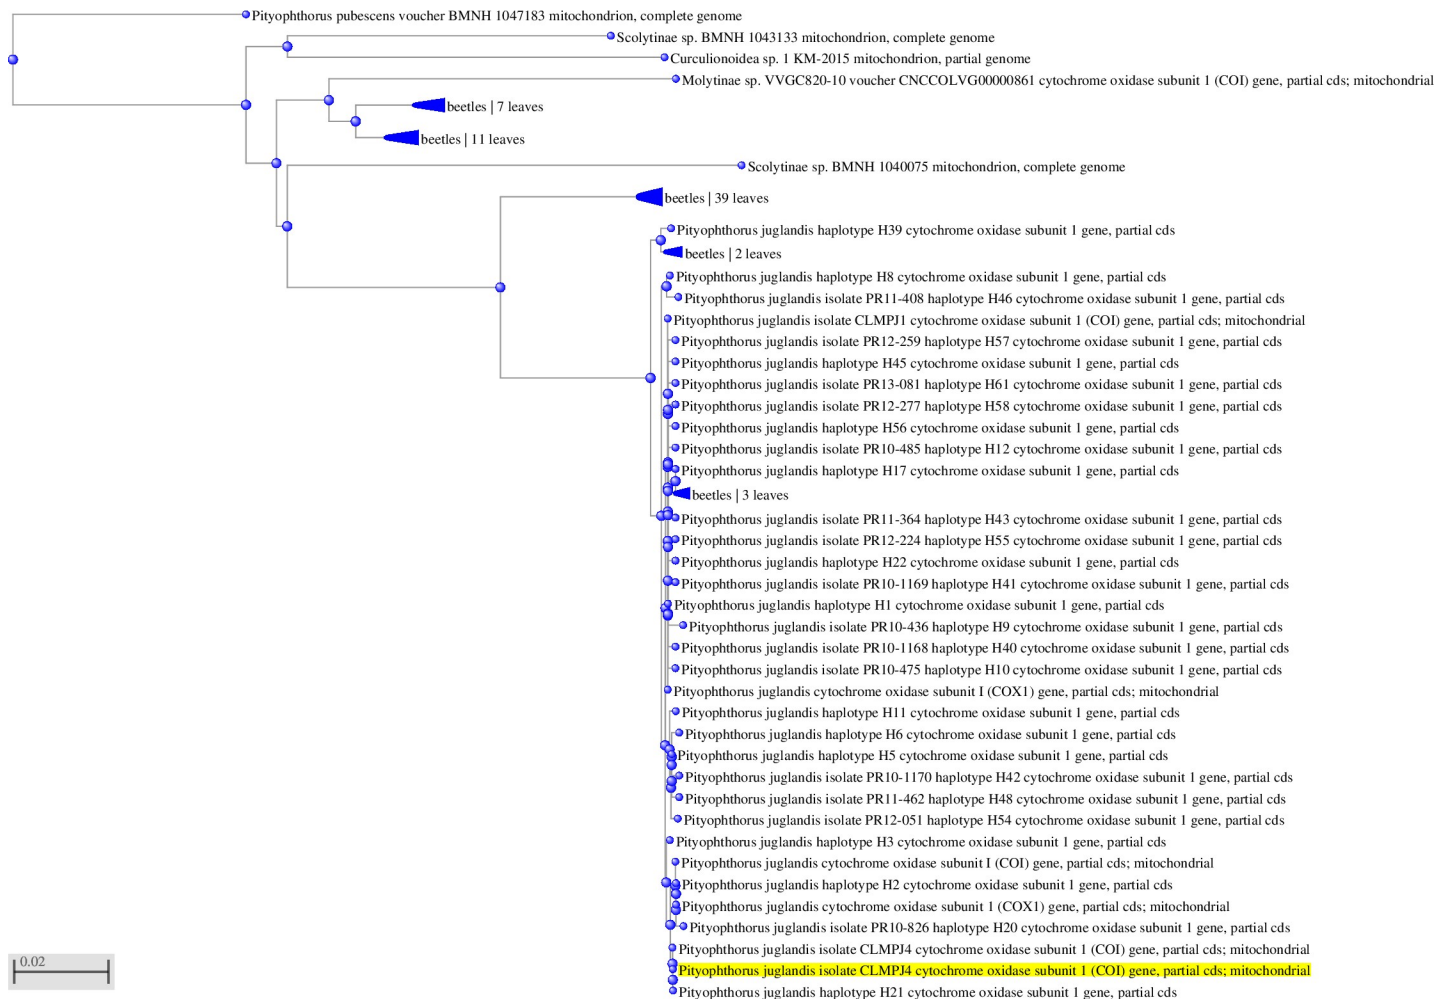 Pityophthorus pubescens voucher BMNH 1047183 mitochondrion, complete genome
Scolytinae sp. BMNH 1043133 mitochondrion, complete genome
Curculionoidea sp. 1 KM-2015 mitochondrion, partial genome
Molytinae sp. VVGC820-10 voucher CNCCOLVG00000861 cytochrome oxidase subunit 1 (COI) gene, partial cds; mitochondrial
beetles | 7 leaves
beetles | 11 leaves
Scolytinae sp. BMNH 1040075 mitochondrion, complete genome
beetles | 39 leaves
Pityophthorus juglandis haplotype H39 cytochrome oxidase subunit 1 gene, partial cds
beetles | 2 leaves
Pityophthorus juglandis haplotype H8 cytochrome oxidase subunit 1 gene, partial cds
Pityophthorus juglandis isolate PR11-408 haplotype H46 cytochrome oxidase subunit 1 gene, partial cds
Pityophthorus juglandis isolate CLMPJ1 cytochrome oxidase subunit 1 (COI) gene, partial cds; mitochondrial
Pityophthorus juglandis isolate PR12-259 haplotype H57 cytochrome oxidase subunit 1 gene, partial cds
Pityophthorus juglandis haplotype H45 cytochrome oxidase subunit 1 gene, partial cds
Pityophthorus juglandis isolate PR13-081 haplotype H61 cytochrome oxidase subunit 1 gene, partial cds
Pityophthorus juglandis isolate PR12-277 haplotype H58 cytochrome oxidase subunit 1 gene, partial cds
Pityophthorus juglandis haplotype H56 cytochrome oxidase subunit 1 gene, partial cds
Pityophthorus juglandis isolate PR10-485 haplotype H12 cytochrome oxidase subunit 1 gene, partial cds
Pityophthorus juglandis haplotype H17 cytochrome oxidase subunit 1 gene, partial cds
beetles | 3 leaves
Pityophthorus juglandis isolate PR11-364 haplotype H43 cytochrome oxidase subunit 1 gene, partial cds
Pityophthorus juglandis isolate PR12-224 haplotype H55 cytochrome oxidase subunit 1 gene, partial cds
Pityophthorus juglandis haplotype H22 cytochrome oxidase subunit 1 gene, partial cds
Pityophthorus juglandis isolate PR10-1169 haplotype H41 cytochrome oxidase subunit 1 gene, partial cds
Pityophthorus juglandis haplotype H1 cytochrome oxidase subunit 1 gene, partial cds
Pityophthorus juglandis isolate PR10-436 haplotype H9 cytochrome oxidase subunit 1 gene, partial cds
Pityophthorus juglandis isolate PR10-1168 haplotype H40 cytochrome oxidase subunit 1 gene, partial cds
Pityophthorus juglandis isolate PR10-475 haplotype H10 cytochrome oxidase subunit 1 gene, partial cds
Pityophthorus juglandis cytochrome oxidase subunit I (COX1) gene, partial cds; mitochondrial
Pityophthorus juglandis haplotype H11 cytochrome oxidase subunit 1 gene, partial cds
Pityophthorus juglandis haplotype H6 cytochrome oxidase subunit 1 gene, partial cds
Pityophthorus juglandis haplotype H5 cytochrome oxidase subunit 1 gene, partial cds
Pityophthorus juglandis isolate PR10-1170 haplotype H42 cytochrome oxidase subunit 1 gene, partial cds
Pityophthorus juglandis isolate PR11-462 haplotype H48 cytochrome oxidase subunit 1 gene, partial cds
Pityophthorus juglandis isolate PR12-051 haplotype H54 cytochrome oxidase subunit 1 gene, partial cds
Pityophthorus juglandis haplotype H3 cytochrome oxidase subunit 1 gene, partial cds
Pityophthorus juglandis cytochrome oxidase subunit I (COI) gene, partial cds; mitochondrial
Pityophthorus juglandis haplotype H2 cytochrome oxidase subunit 1 gene, partial cds
Pityophthorus juglandis cytochrome oxidase subunit 1 (COX1) gene, partial cds; mitochondrial
Pityophthorus juglandis isolate PR10-826 haplotype H20 cytochrome oxidase subunit 1 gene, partial cds
Pityophthorus juglandis isolate CLMPJ4 cytochrome oxidase subunit 1 (COI) gene, partial cds; mitochondrial
Pityophthorus juglandis isolate CLMPJ4 cytochrome oxidase subunit 1 (COI) gene, partial cds; mitochondrial
Pityophthorus juglandis haplotype H21 cytochrome oxidase subunit 1 gene, partial cds
0.02